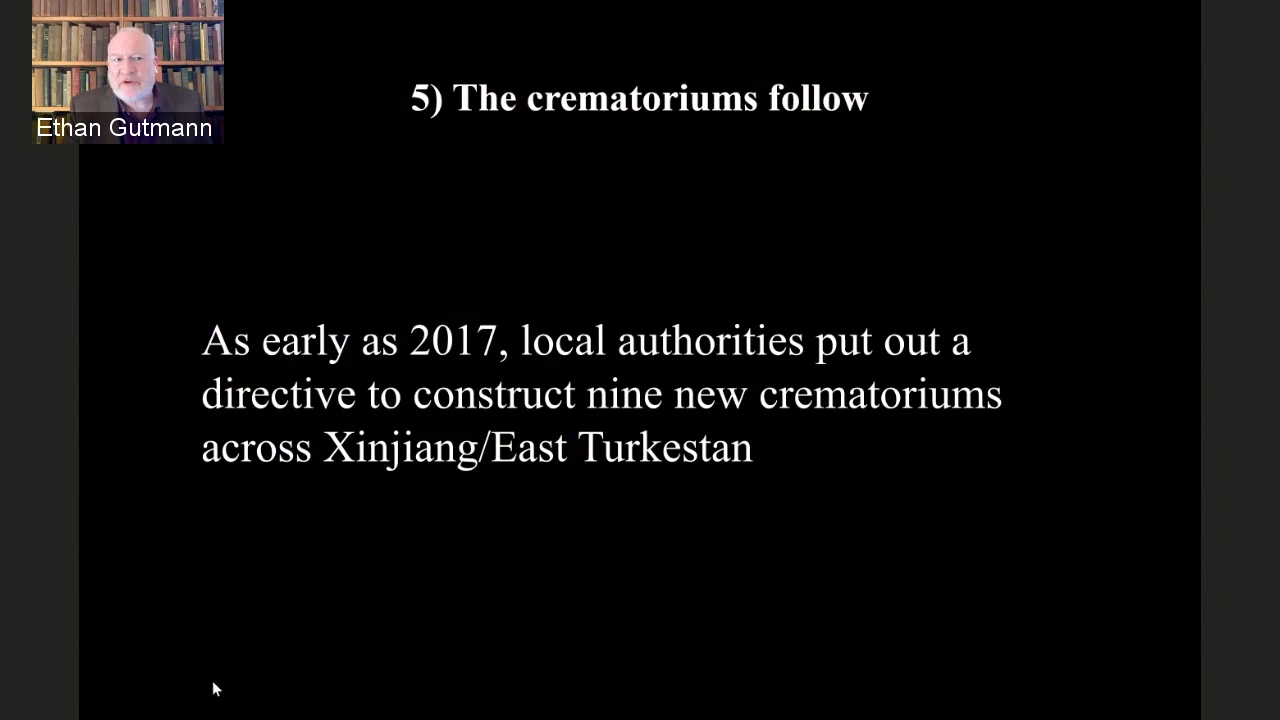 Ethan Gutmann
5) The crematoriums follow
As early as 2017, local authorities put out a
directive to construct nine new crematoriums
across Xinjiang/East Turkestan